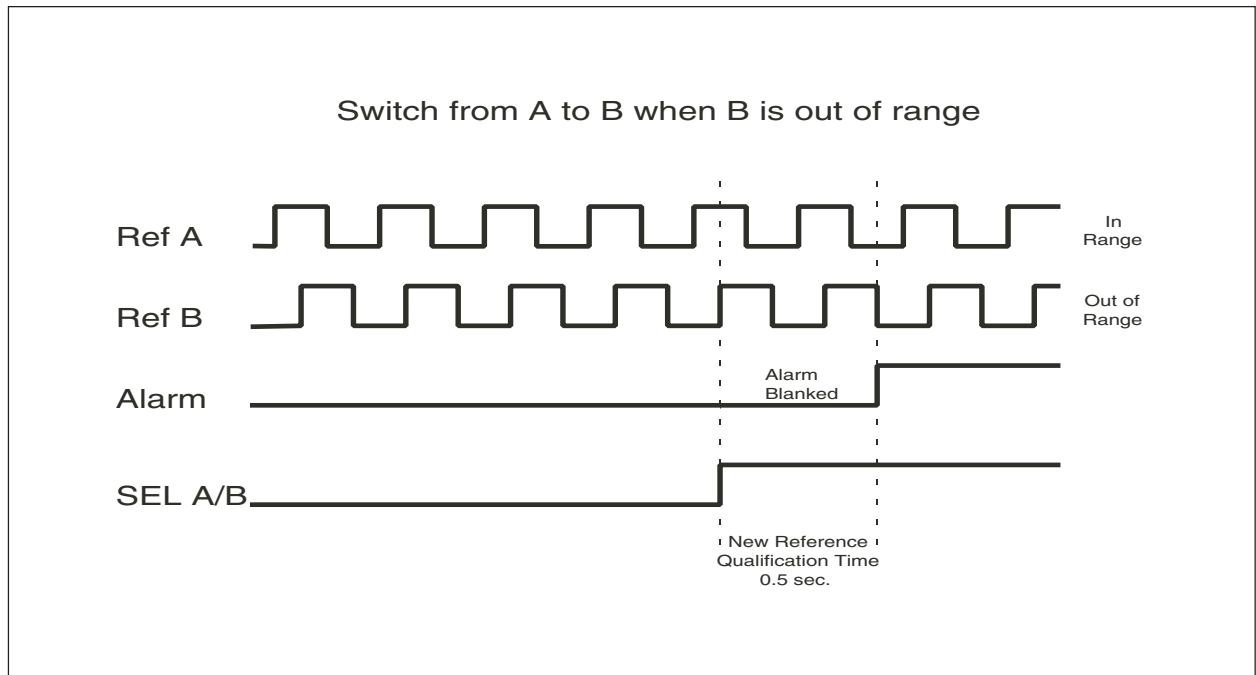 Switch from A to B when B is out of range
Ref A
In
Range
Ref B
Out of
Range
Alarm
Alarm
Blanked
SEL A/B
New Reference
Qualification Time
0.5 sec.